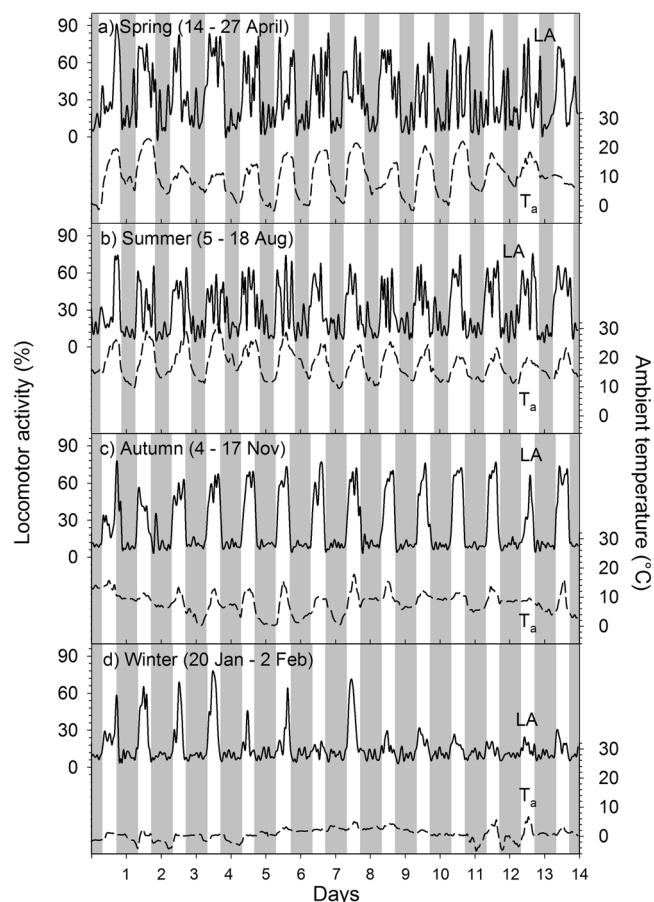 a) Spring (14 - 27 April)
LA
90
60
30
0
30
20
10
0
Ta
b) Summer (5 - 18 Aug)
LA
90
60
30
0
30
20
10
0
Ta
c) Autumn (4 - 17 Nov)
LA
90
60
30
0
30
20
10
0
Ta
d) Winter (20 Jan - 2 Feb)
LA
90
60
30
0
30
20
10
0
Ta
Locomotor activity (%)
Ambient temperature (°C)
1 2 3 4 5 6 7 8 9 10 11 12 13 14
Days